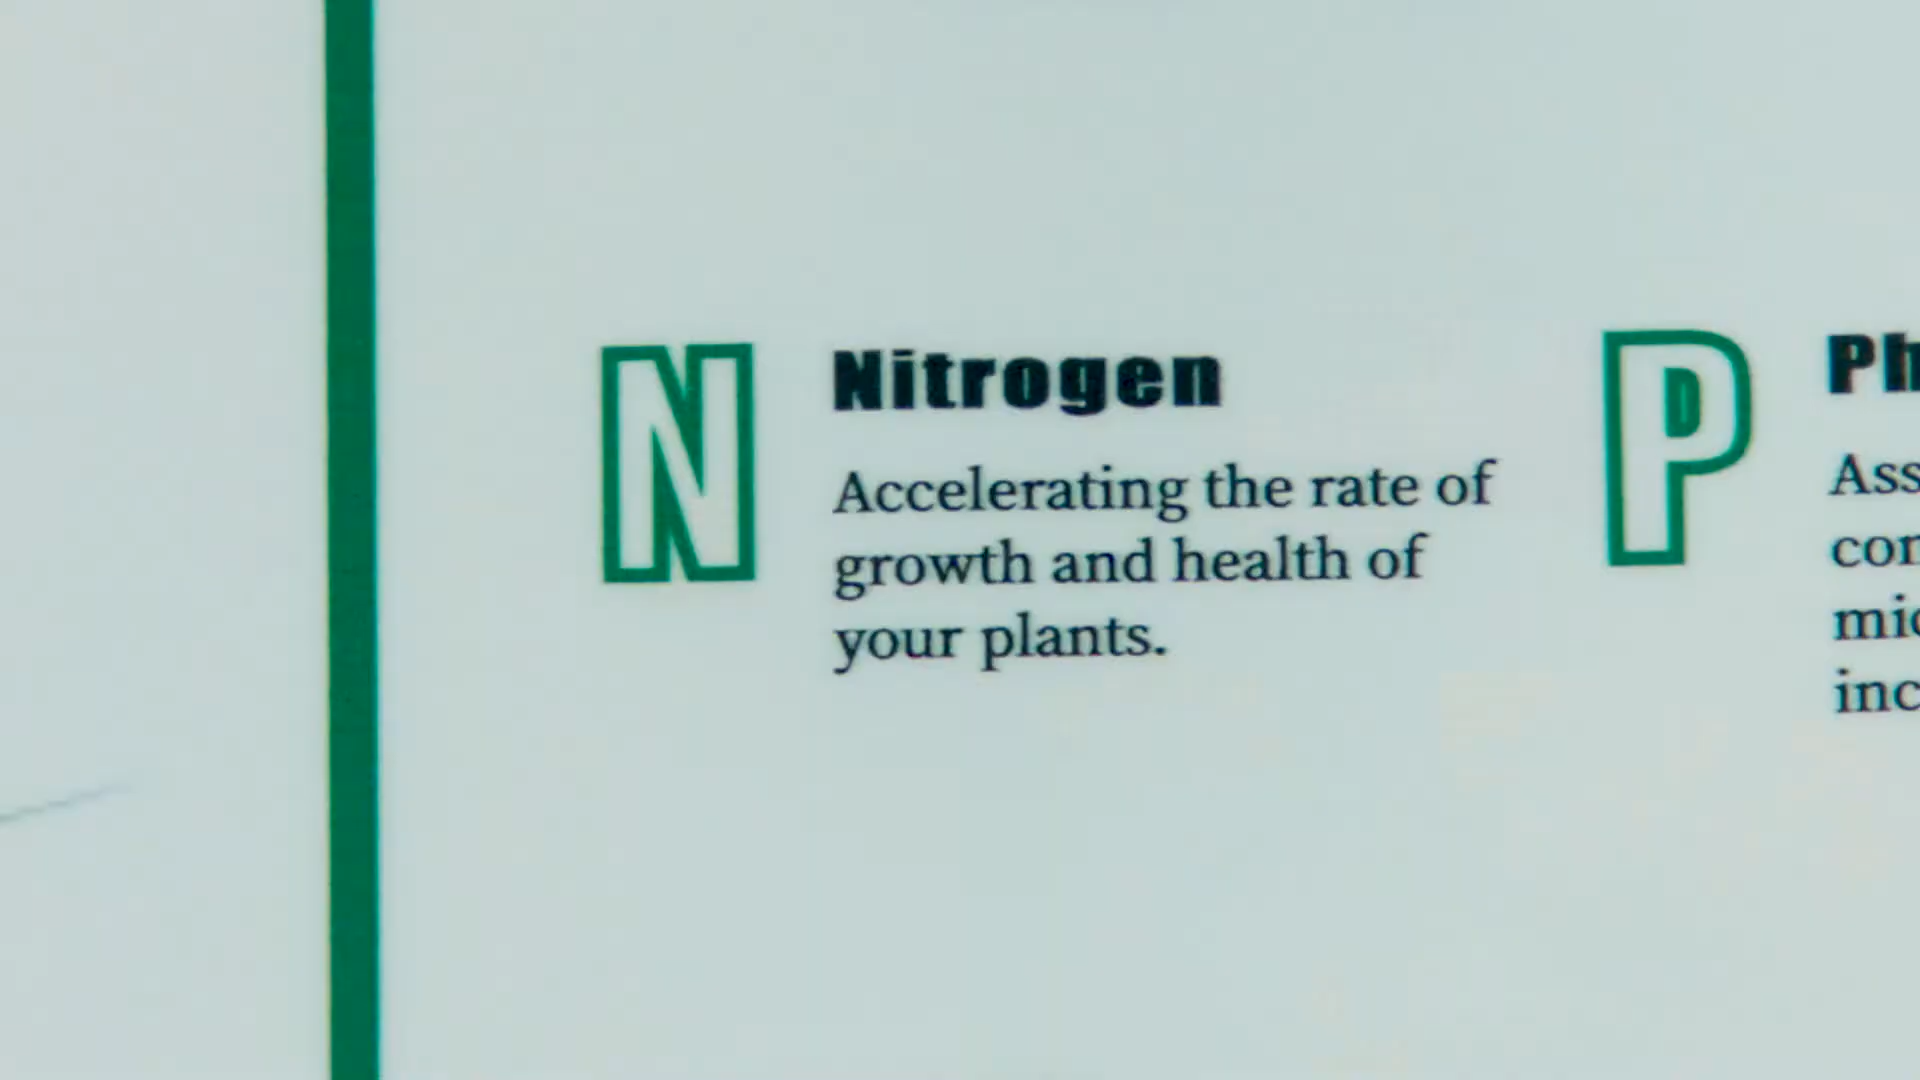 N
Nitrogen
Accelerating the rate of
growth and health of
your plants.
P